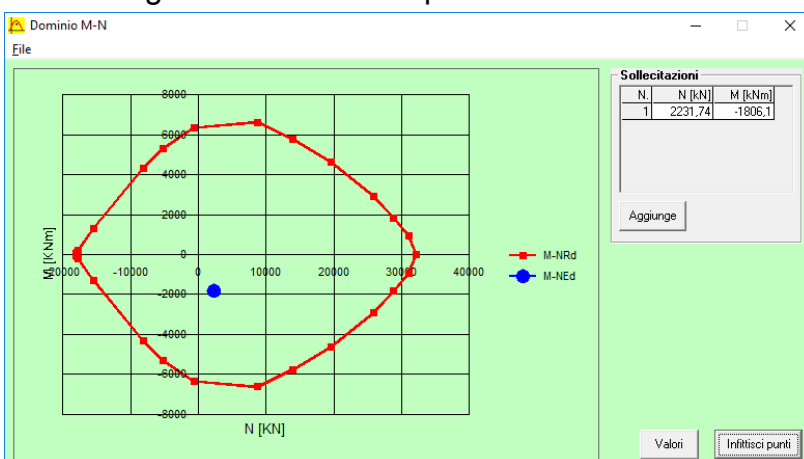 Dominio M-N
File
Sollecitazioni
N. N [kN] M [kNm]
1 2231,74 -1806,1
Aggiunge
8000
6000
4000
2000
0
-2000
-4000
-6000
-8000
M [KNm]
-20000 -10000 0 10000 20000 30000 40000
N [KN]
M-NRd
M-NEd
Valori
Infittisci punti